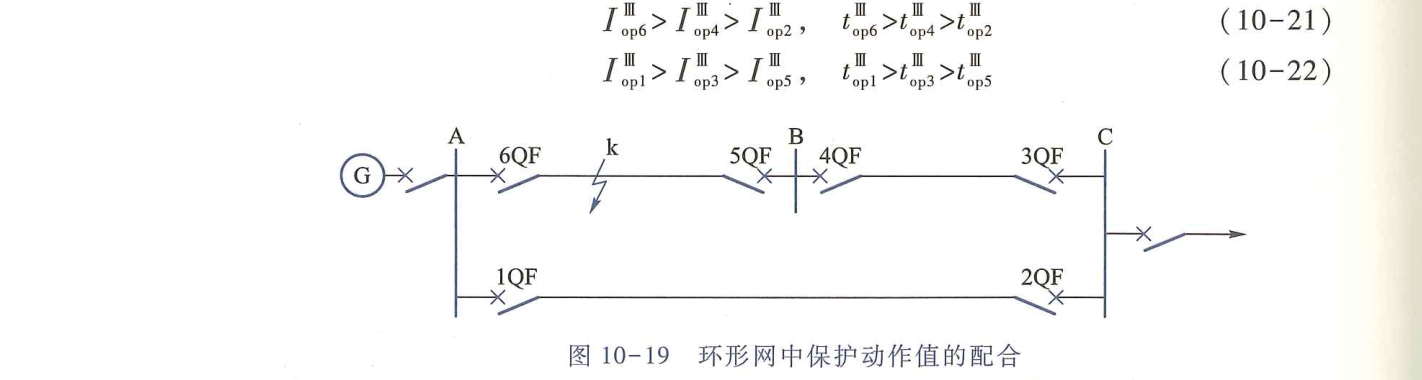 I^Ⅲ_op6 > I^Ⅲ_op4 > I^Ⅲ_op2， t^Ⅲ_op6 > t^Ⅲ_op4 > t^Ⅲ_op2 （10-21）
I^Ⅲ_op1 > I^Ⅲ_op3 > I^Ⅲ_op5， t^Ⅲ_op1 > t^Ⅲ_op3 > t^Ⅲ_op5 （10-22）
A B C
6QF k 5QF 4QF 3QF
G
1QF 2QF
图 10-19 环形网中保护动作值的配合